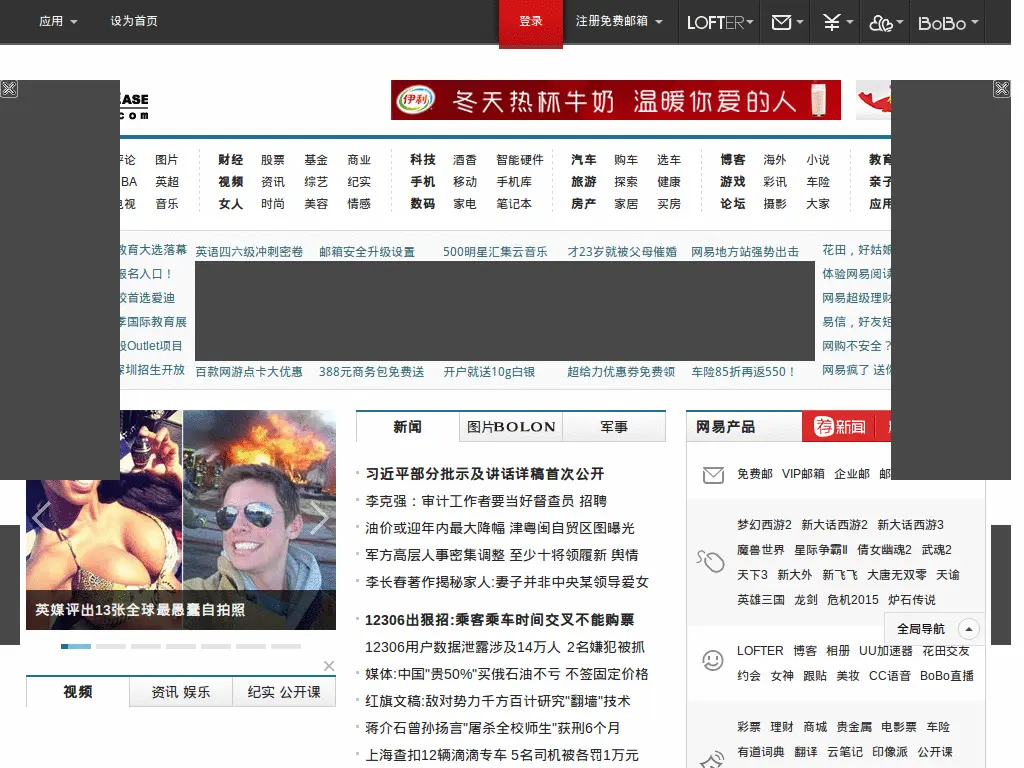 应用 设为首页 登录 注册免费邮箱 LOFTER ¥ BoBo
EASE
com
伊利 冬天热杯牛奶 温暖你爱的人
评论 图片 财经 股票 基金 商业 科技 酒香 智能硬件 汽车 购车 选车 博客 海外 小说 教育
BA 英超 视频 资讯 综艺 纪实 手机 移动 手机库 旅游 探索 健康 游戏 彩讯 车险 亲子
电视 音乐 女人 时尚 美容 情感 数码 家电 笔记本 房产 家居 买房 论坛 摄影 大家 应用
教育大选落幕 英语四六级冲刺密卷 邮箱安全升级设置 500明星汇集云音乐 才23岁就被父母催婚 网易地方站强势出击 花田，好姑娘
报名入口！ 体验网易阅读
校首选爱迪 网易超级理财
季国际教育展 易信，好友短
Outlet项目 网购不安全？
深圳招生开放 百款网游点卡大优惠 388元商务包免费送 开户就送10g白银 超给力优惠券免费领 车险85折再返550！ 网易疯了 送你
英媒评出13张全球最愚蠢自拍照
视频 资讯 娱乐 纪实 公开课
新闻 图片BOLON 军事
习近平部分批示及讲话详稿首次公开
李克强：审计工作者要当好督查员 招聘
油价或迎年内最大降幅 津粤闽自贸区图曝光
军方高层人事密集调整 至少十将领履新 舆情
李长春著作揭秘家人:妻子并非中央某领导爱女
12306出狠招:乘客乘车时间交叉不能购票
12306用户数据泄露涉及14万人 2名嫌犯被抓
媒体:中国"贵50%"买俄石油不亏 不签固定价格
红旗文稿:敌对势力千方百计研究"翻墙"技术
蒋介石曾孙扬言"屠杀全校师生"获刑6个月
上海查扣12辆滴滴专车 5名司机被各罚1万元
网易产品 荐 新闻
免费邮 VIP邮箱 企业邮 邮
梦幻西游2 新大话西游2 新大话西游3
魔兽世界 星际争霸Ⅱ 倩女幽魂2 武魂2
天下3 新大外 新飞飞 大唐无双零 天谕
英雄三国 龙剑 危机2015 炉石传说
全局导航
LOFTER 博客 相册 UU加速器 花田交友
约会 女神 跟贴 美妆 CC语音 BoBo直播
彩票 理财 商城 贵金属 电影票 车险
有道词典 翻译 云笔记 印像派 公开课